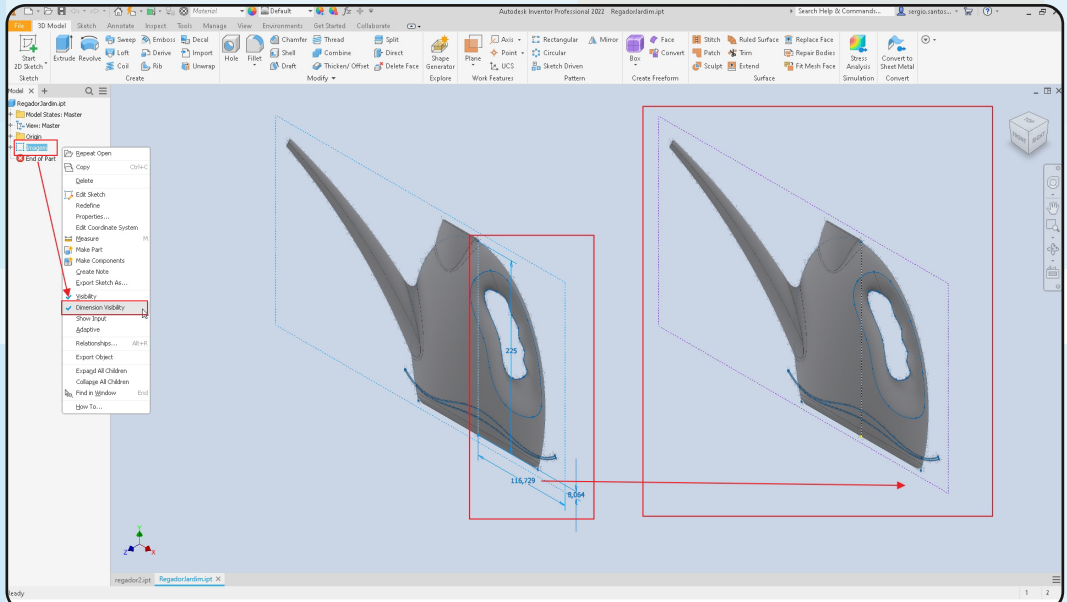 Material
Default
Autodesk Inventor Professional 2022 RegadorJardim.ipt
Search Help & Commands...
sergio.santos...
File 3D Model Sketch Annotate Inspect Tools Manage View Environments Get Started Collaborate
Start
2D Sketch
Extrude Revolve
Sweep Emboss Decal
Loft Derive Import
Coil Rib Unwrap
Hole Fillet
Chamfer Thread Split
Shell Combine Direct
Draft Thicken/ Offset Delete Face
Shape
Generator
Plane
Axis
Point
UCS
Rectangular Mirror
Circular
Sketch Driven
Box
Face
Convert
Stitch Ruled Surface Replace Face
Patch Trim Repair Bodies
Sculpt Extend Fit Mesh Face
Stress
Analysis
Convert to
Sheet Metal
Sketch Create Modify Explore Work Features Pattern Create Freeform Surface Simulation Convert
Model
RegadorJardim.ipt
Model States: Master
View: Master
Origin
Imagem
End of Part
Repeat Open
Copy Ctrl+C
Delete
Edit Sketch
Redefine
Properties...
Edit Coordinate System
Measure M
Make Part
Make Components
Create Note
Export Sketch As...
Visibility
Dimension Visibility
Show Input
Adaptive
Relationships... Alt+R
Export Object
Expand All Children
Collapse All Children
Find in Window End
How To...
TOP
FRONT RIGHT
225
116,729
8,064
Y
Z X
regador2.ipt RegadorJardim.ipt
Ready
1 2